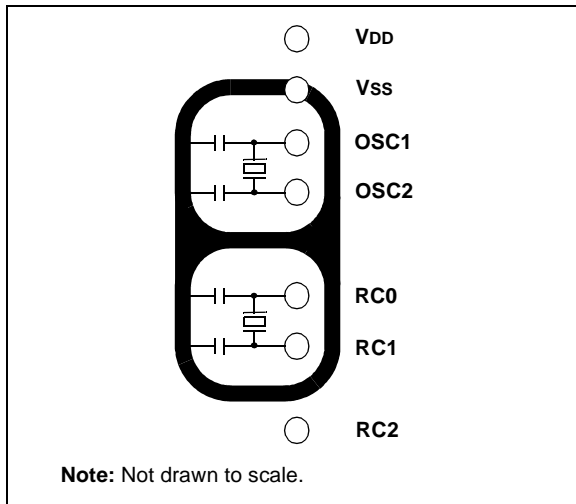 VDD
VSS
OSC1
OSC2
RC0
RC1
RC2
Note: Not drawn to scale.